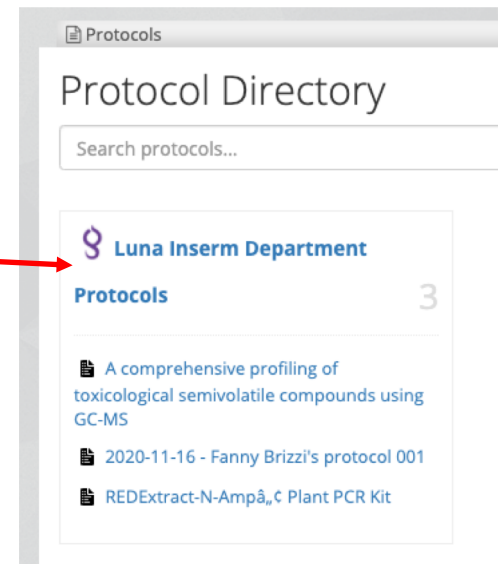 Protocols
Protocol Directory
Search protocols...
Luna Inserm Department
Protocols
3
A comprehensive profiling of
toxicological semivolatile compounds using
GC-MS
2020-11-16 - Fanny Brizzi's protocol 001
REDExtract-N-Ampâ„¢ Plant PCR Kit